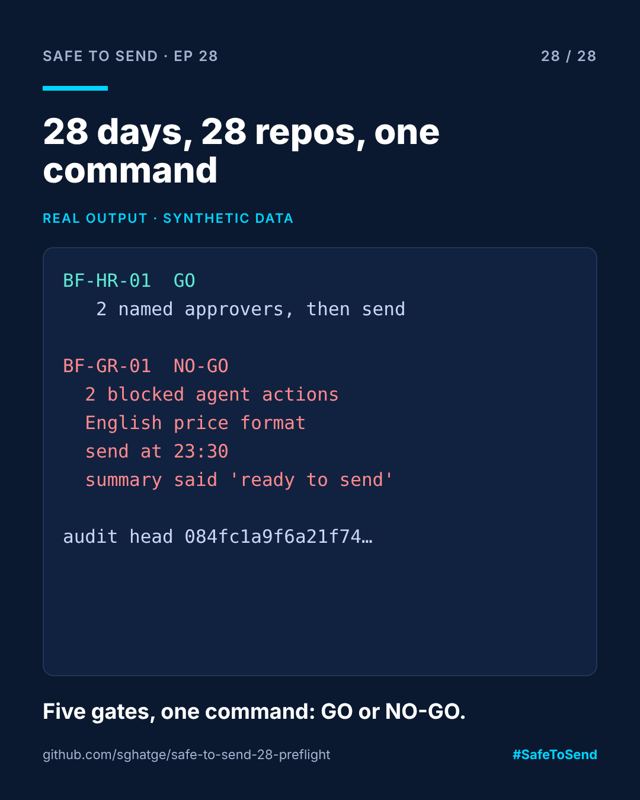 SAFE TO SEND · EP 28
28 / 28
28 days, 28 repos, one
command
REAL OUTPUT · SYNTHETIC DATA
BF-HR-01  GO
2 named approvers, then send
BF-GR-01  NO-GO
2 blocked agent actions
English price format
send at 23:30
summary said 'ready to send'
audit head 084fc1a9f6a21f74…
Five gates, one command: GO or NO-GO.
github.com/sghatge/safe-to-send-28-preflight
#SafeToSend